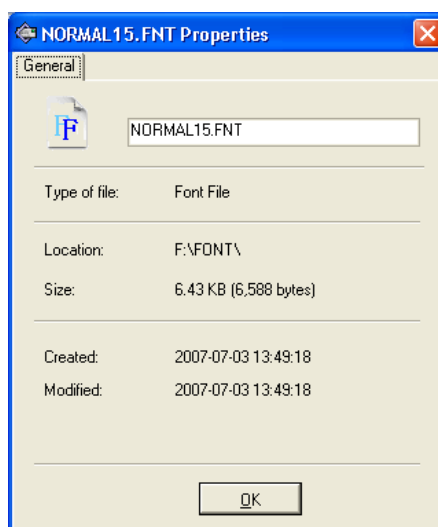 NORMAL15.FNT Properties
General
NORMAL15.FNT
Type of file: Font File
Location: F:\FONT\
Size: 6.43 KB (6,588 bytes)
Created: 2007-07-03 13:49:18
Modified: 2007-07-03 13:49:18
OK